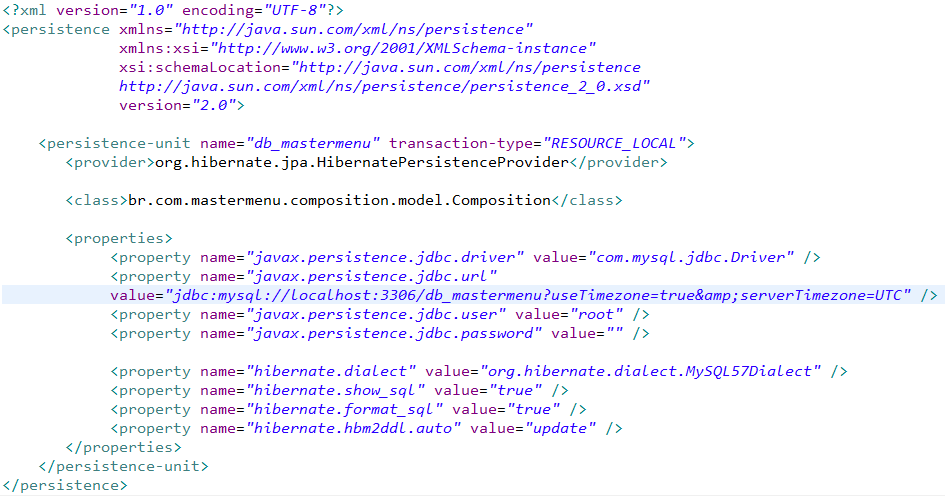 <?xml version="1.0" encoding="UTF-8"?>
<persistence xmlns="http://java.sun.com/xml/ns/persistence"
xmlns:xsi="http://www.w3.org/2001/XMLSchema-instance"
xsi:schemaLocation="http://java.sun.com/xml/ns/persistence
http://java.sun.com/xml/ns/persistence/persistence_2_0.xsd"
version="2.0">
<persistence-unit name="db_mastermenu" transaction-type="RESOURCE_LOCAL">
<provider>org.hibernate.jpa.HibernatePersistenceProvider</provider>
<class>br.com.mastermenu.composition.model.Composition</class>
<properties>
<property name="javax.persistence.jdbc.driver" value="com.mysql.jdbc.Driver" />
<property name="javax.persistence.jdbc.url"
value="jdbc:mysql://localhost:3306/db_mastermenu?useTimezone=true&amp;serverTimezone=UTC" />
<property name="javax.persistence.jdbc.user" value="root" />
<property name="javax.persistence.jdbc.password" value="" />
<property name="hibernate.dialect" value="org.hibernate.dialect.MySQL57Dialect" />
<property name="hibernate.show_sql" value="true" />
<property name="hibernate.format_sql" value="true" />
<property name="hibernate.hbm2ddl.auto" value="update" />
</properties>
</persistence-unit>
</persistence>